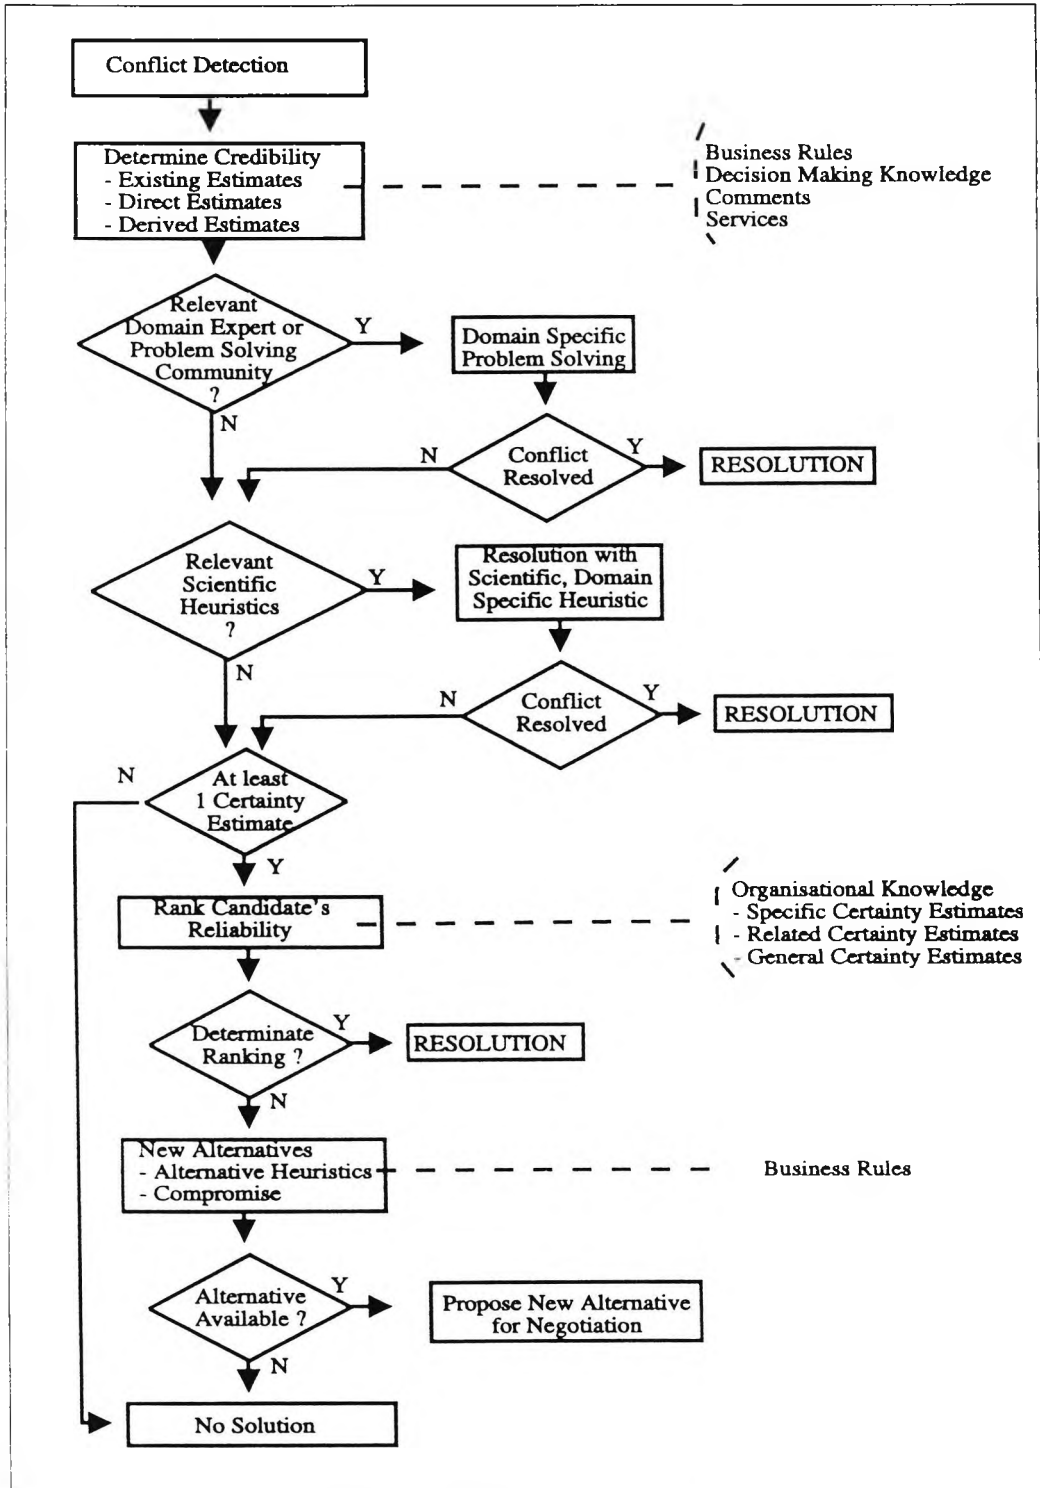 Conflict Detection
Determine Credibility
- Existing Estimates
- Direct Estimates
- Derived Estimates
Business Rules
Decision Making Knowledge
Comments
Services
Relevant
Domain Expert or
Problem Solving
Community
?
Y
N
Domain Specific
Problem Solving
Conflict
Resolved
N
Y
RESOLUTION
Relevant
Scientific
Heuristics
?
Y
N
Resolution with
Scientific, Domain
Specific Heuristic
Conflict
Resolved
N
Y
RESOLUTION
At least
1 Certainty
Estimate
N
Y
Rank Candidate's
Reliability
Organisational Knowledge
- Specific Certainty Estimates
- Related Certainty Estimates
- General Certainty Estimates
Determinate
Ranking ?
Y
RESOLUTION
N
New Alternatives
- Alternative Heuristics
- Compromise
Business Rules
Alternative
Available ?
Y
Propose New Alternative
for Negotiation
N
No Solution